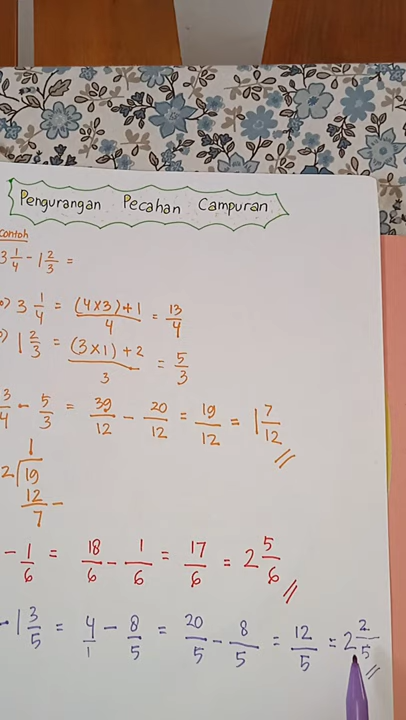 Pengurangan Pecahan Campuran
Contoh
3 1/4 - 1 2/3 =
3 1/4 = (4x3)+1/4 = 13/4
1 2/3 = (3x1)+2/3 = 5/3
3/4 - 5/3 = 39/12 - 20/12 = 19/12 = 1 7/12
1
2 19
12 -
7
- 1/6 = 18/6 - 1/6 = 17/6 = 2 5/6
- 1 3/5 = 4/1 - 8/5 = 20/5 - 8/5 = 12/5 = 2 2/5